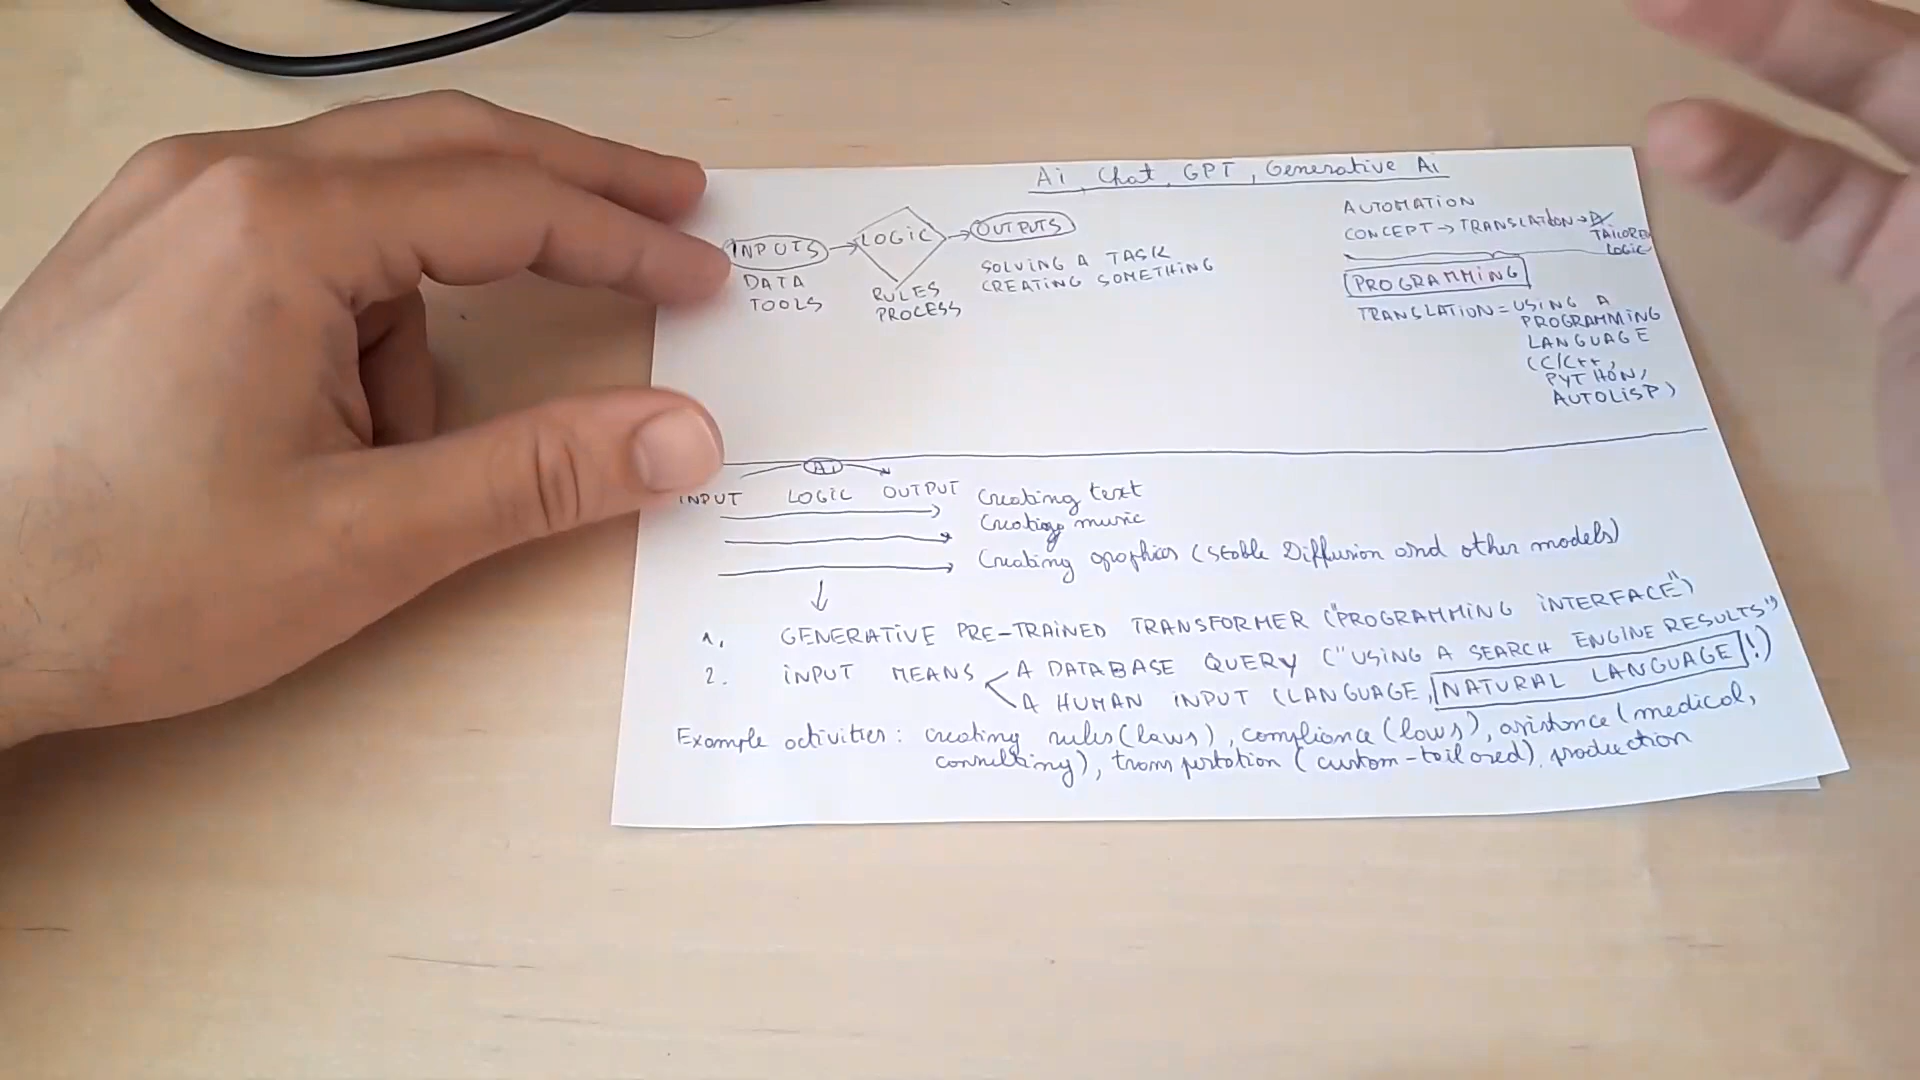 Ai, Chat, GPT, Generative Ai
INPUTS → LOGIC → OUTPUTS
DATA
TOOLS
RULES
PROCESS
SOLVING A TASK
CREATING SOMETHING
AUTOMATION
CONCEPT → TRANSLATION →
TAILORED
LOGIC
PROGRAMMING
TRANSLATION = USING A
PROGRAMMING
LANGUAGE
(C/C++,
PYTHON,
AUTOLISP)
Ai
INPUT LOGIC OUTPUT
Creating text
Creating music
Creating graphics (Stable Diffusion and other models)
1. GENERATIVE PRE-TRAINED TRANSFORMER ("PROGRAMMING INTERFACE")
2. INPUT MEANS A DATABASE QUERY ("USING A SEARCH ENGINE RESULTS")
A HUMAN INPUT (LANGUAGE, NATURAL LANGUAGE!)
Example activities: creating rules (laws), compliance (laws), assistance (medical,
consulting), transportation (custom-tailored), production